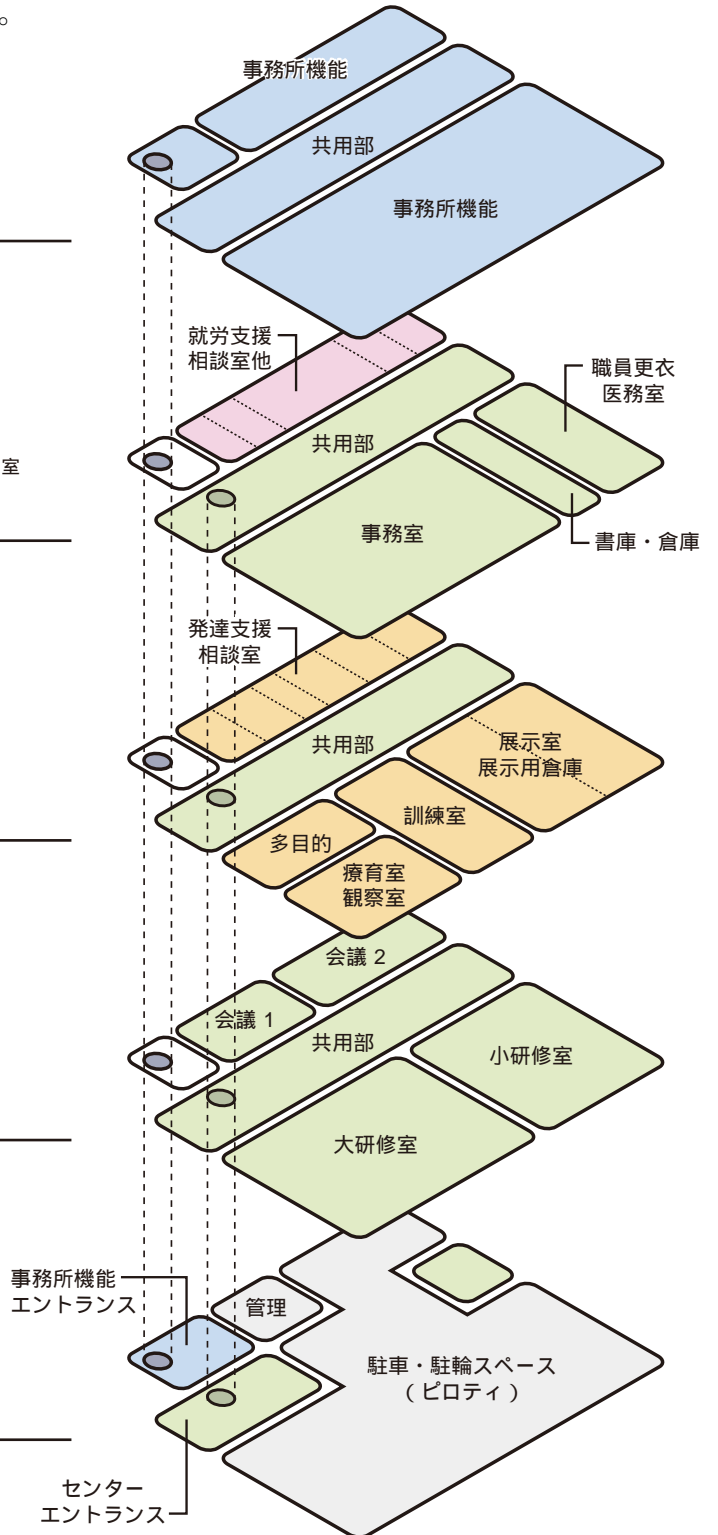 。
事務所機能
共用部
事務所機能
就労支援
相談室他
職員更衣
医務室
共用部
室
事務室
書庫・倉庫
発達支援
相談室
共用部
展示室
展示用倉庫
訓練室
多目的
療育室
観察室
会議 2
会議 1
共用部
小研修室
大研修室
事務所機能
エントランス
管理
駐車・駐輪スペース
（ピロティ）
センター
エントランス